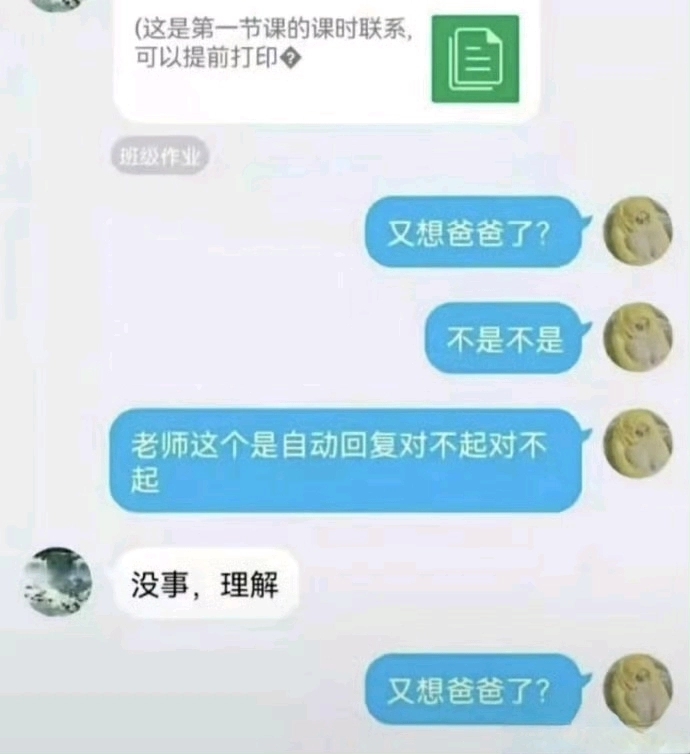 (这是第一节课的课时联系,
可以提前打印�
班级作业
又想爸爸了?
不是不是
老师这个是自动回复对不起对不
起
没事，理解
又想爸爸了?